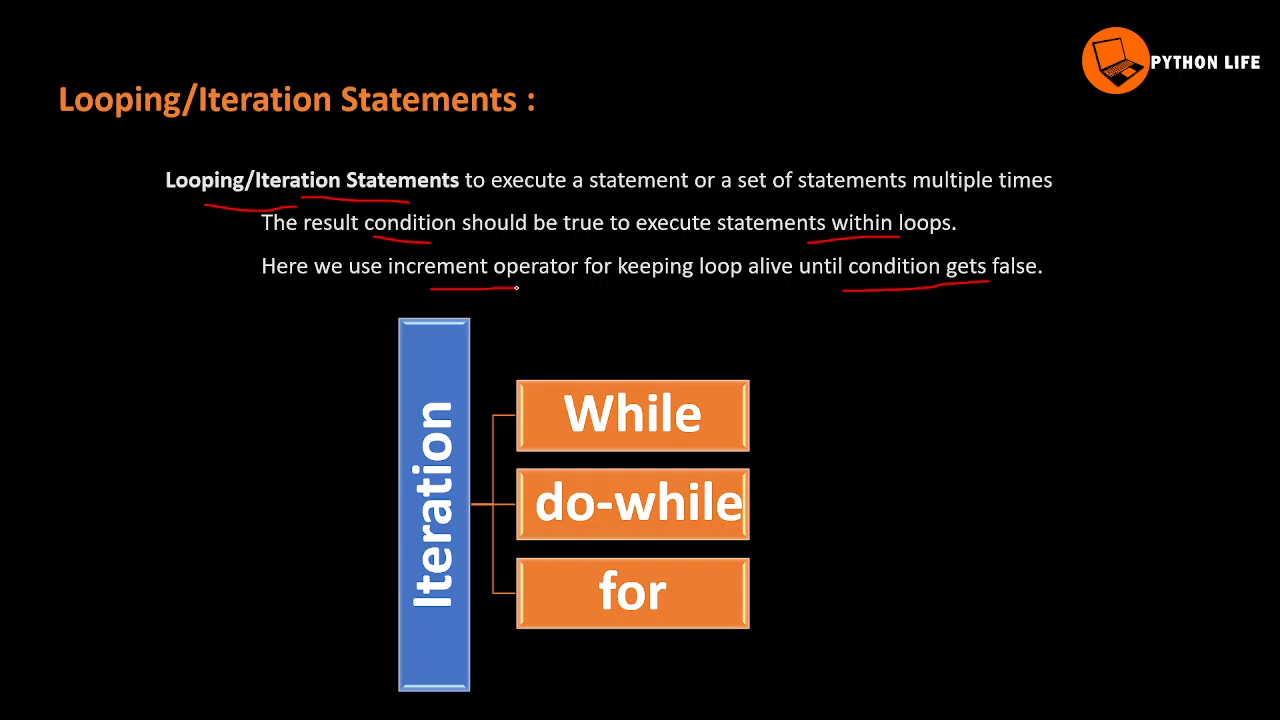 PYTHON LIFE
Looping/Iteration Statements :
Looping/Iteration Statements to execute a statement or a set of statements multiple times
The result condition should be true to execute statements within loops.
Here we use increment operator for keeping loop alive until condition gets false.
Iteration
While
do-while
for